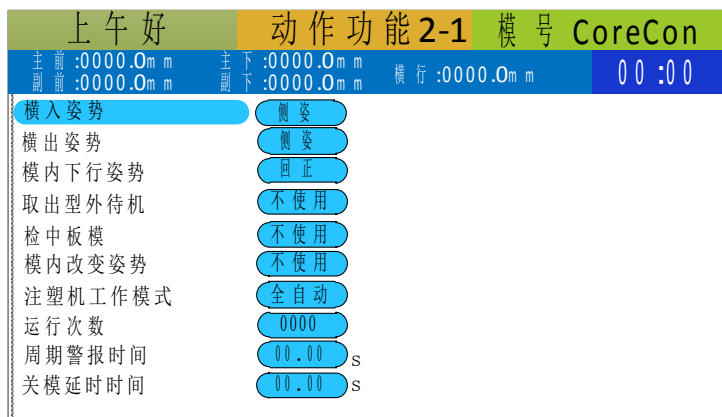 上午好 动作功能2-1 模号 CoreCon
主前:0000.0mm 主下:0000.0mm 横行:0000.0mm 00:00
副前:0000.0mm 副下:0000.0mm
横入姿势 侧姿
横出姿势 侧姿
模内下行姿势 回正
取出型外待机 不使用
检中板模 不使用
模内改变姿势 不使用
注塑机工作模式 全自动
运行次数 0000
周期警报时间 00.00 s
关模延时时间 00.00 s